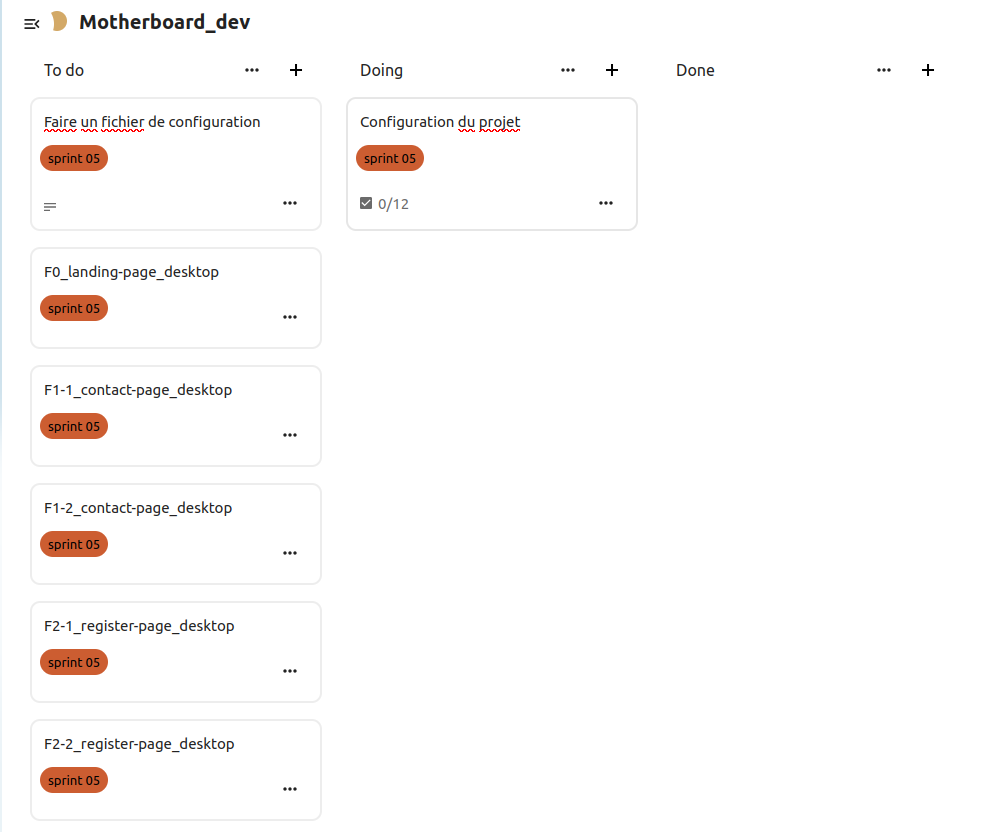 Motherboard_dev
To do
Faire un fichier de configuration
sprint 05
F0_landing-page_desktop
sprint 05
F1-1_contact-page_desktop
sprint 05
F1-2_contact-page_desktop
sprint 05
F2-1_register-page_desktop
sprint 05
F2-2_register-page_desktop
sprint 05
Doing
Configuration du projet
sprint 05
0/12
Done